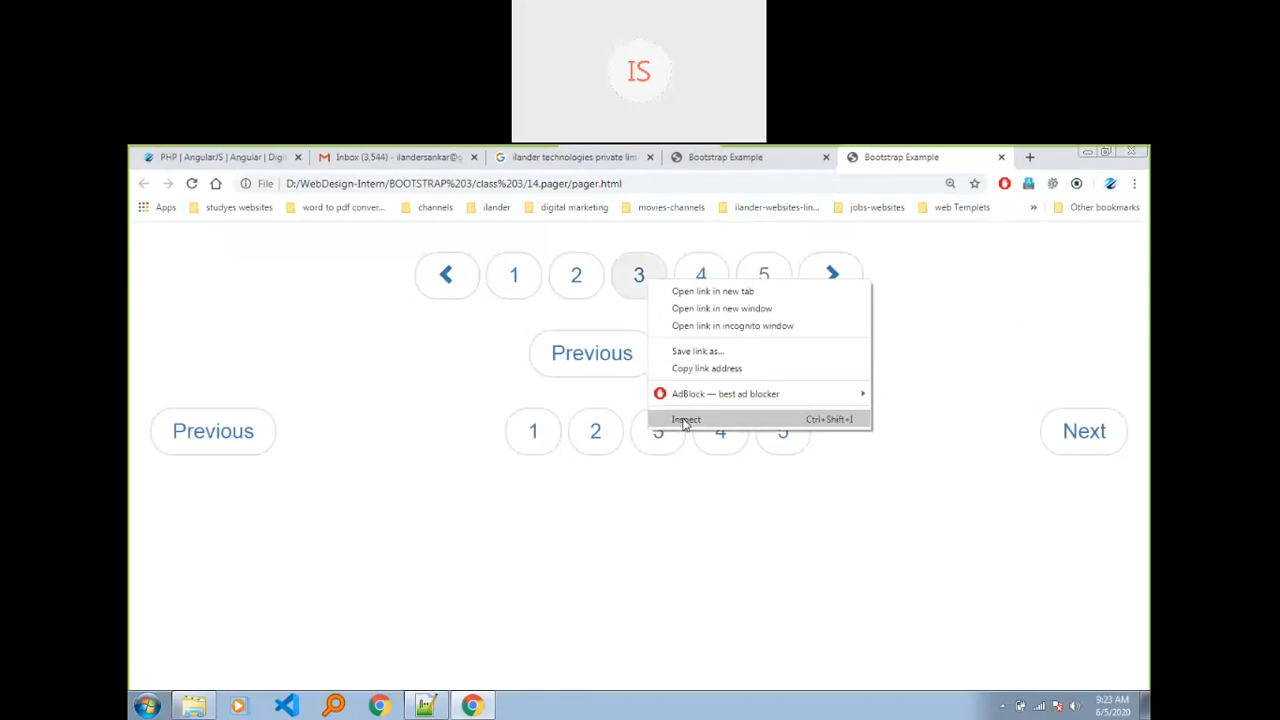 IS
PHP | AngularJS | Angular | Digi
Inbox (3,544) - ilandersankar@g
ilander technologies private lim
Bootstrap Example
Bootstrap Example
File D:/WebDesign-Intern/BOOTSTRAP%203/class%203/14.pager/pager.html
Apps studyes websites word to pdf conver... channels ilander digital marketing movies-channels ilander-websites-lin... jobs-websites web Templets » Other bookmarks
1 2 3 4 5
Open link in new tab
Open link in new window
Open link in incognito window
Save link as...
Copy link address
AdBlock — best ad blocker
Inspect Ctrl+Shift+I
Previous
Previous 1 2 3 4 5 Next
9:23 AM
6/5/2020